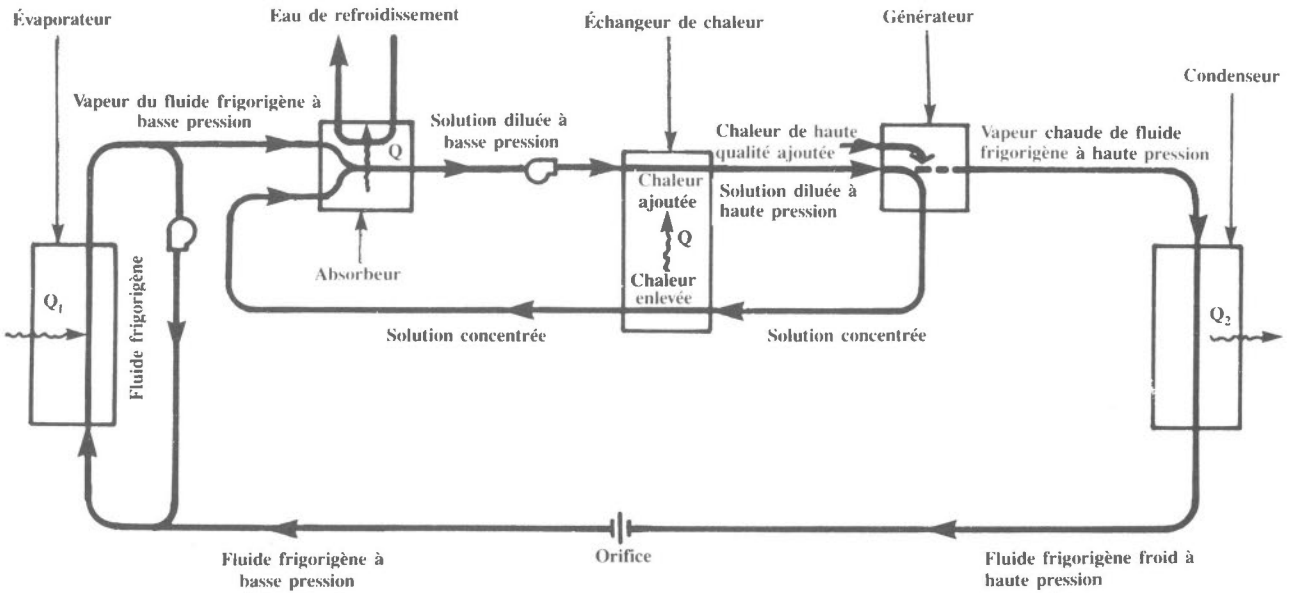 Évaporateur
Eau de refroidissement
Échangeur de chaleur
Générateur
Condenseur
Vapeur du fluide frigorigène à
basse pression
Solution diluée à
basse pression
Chaleur de haute
qualité ajoutée
Vapeur chaude de fluide
frigorigène à haute pression
Q
Chaleur
ajoutée
Solution diluée à
haute pression
Q
Absorbeur
Chaleur
enlevée
Fluide frigorigène
Q1
Q2
Solution concentrée
Solution concentrée
Orifice
Fluide frigorigène à
basse pression
Fluide frigorigène froid à
haute pression